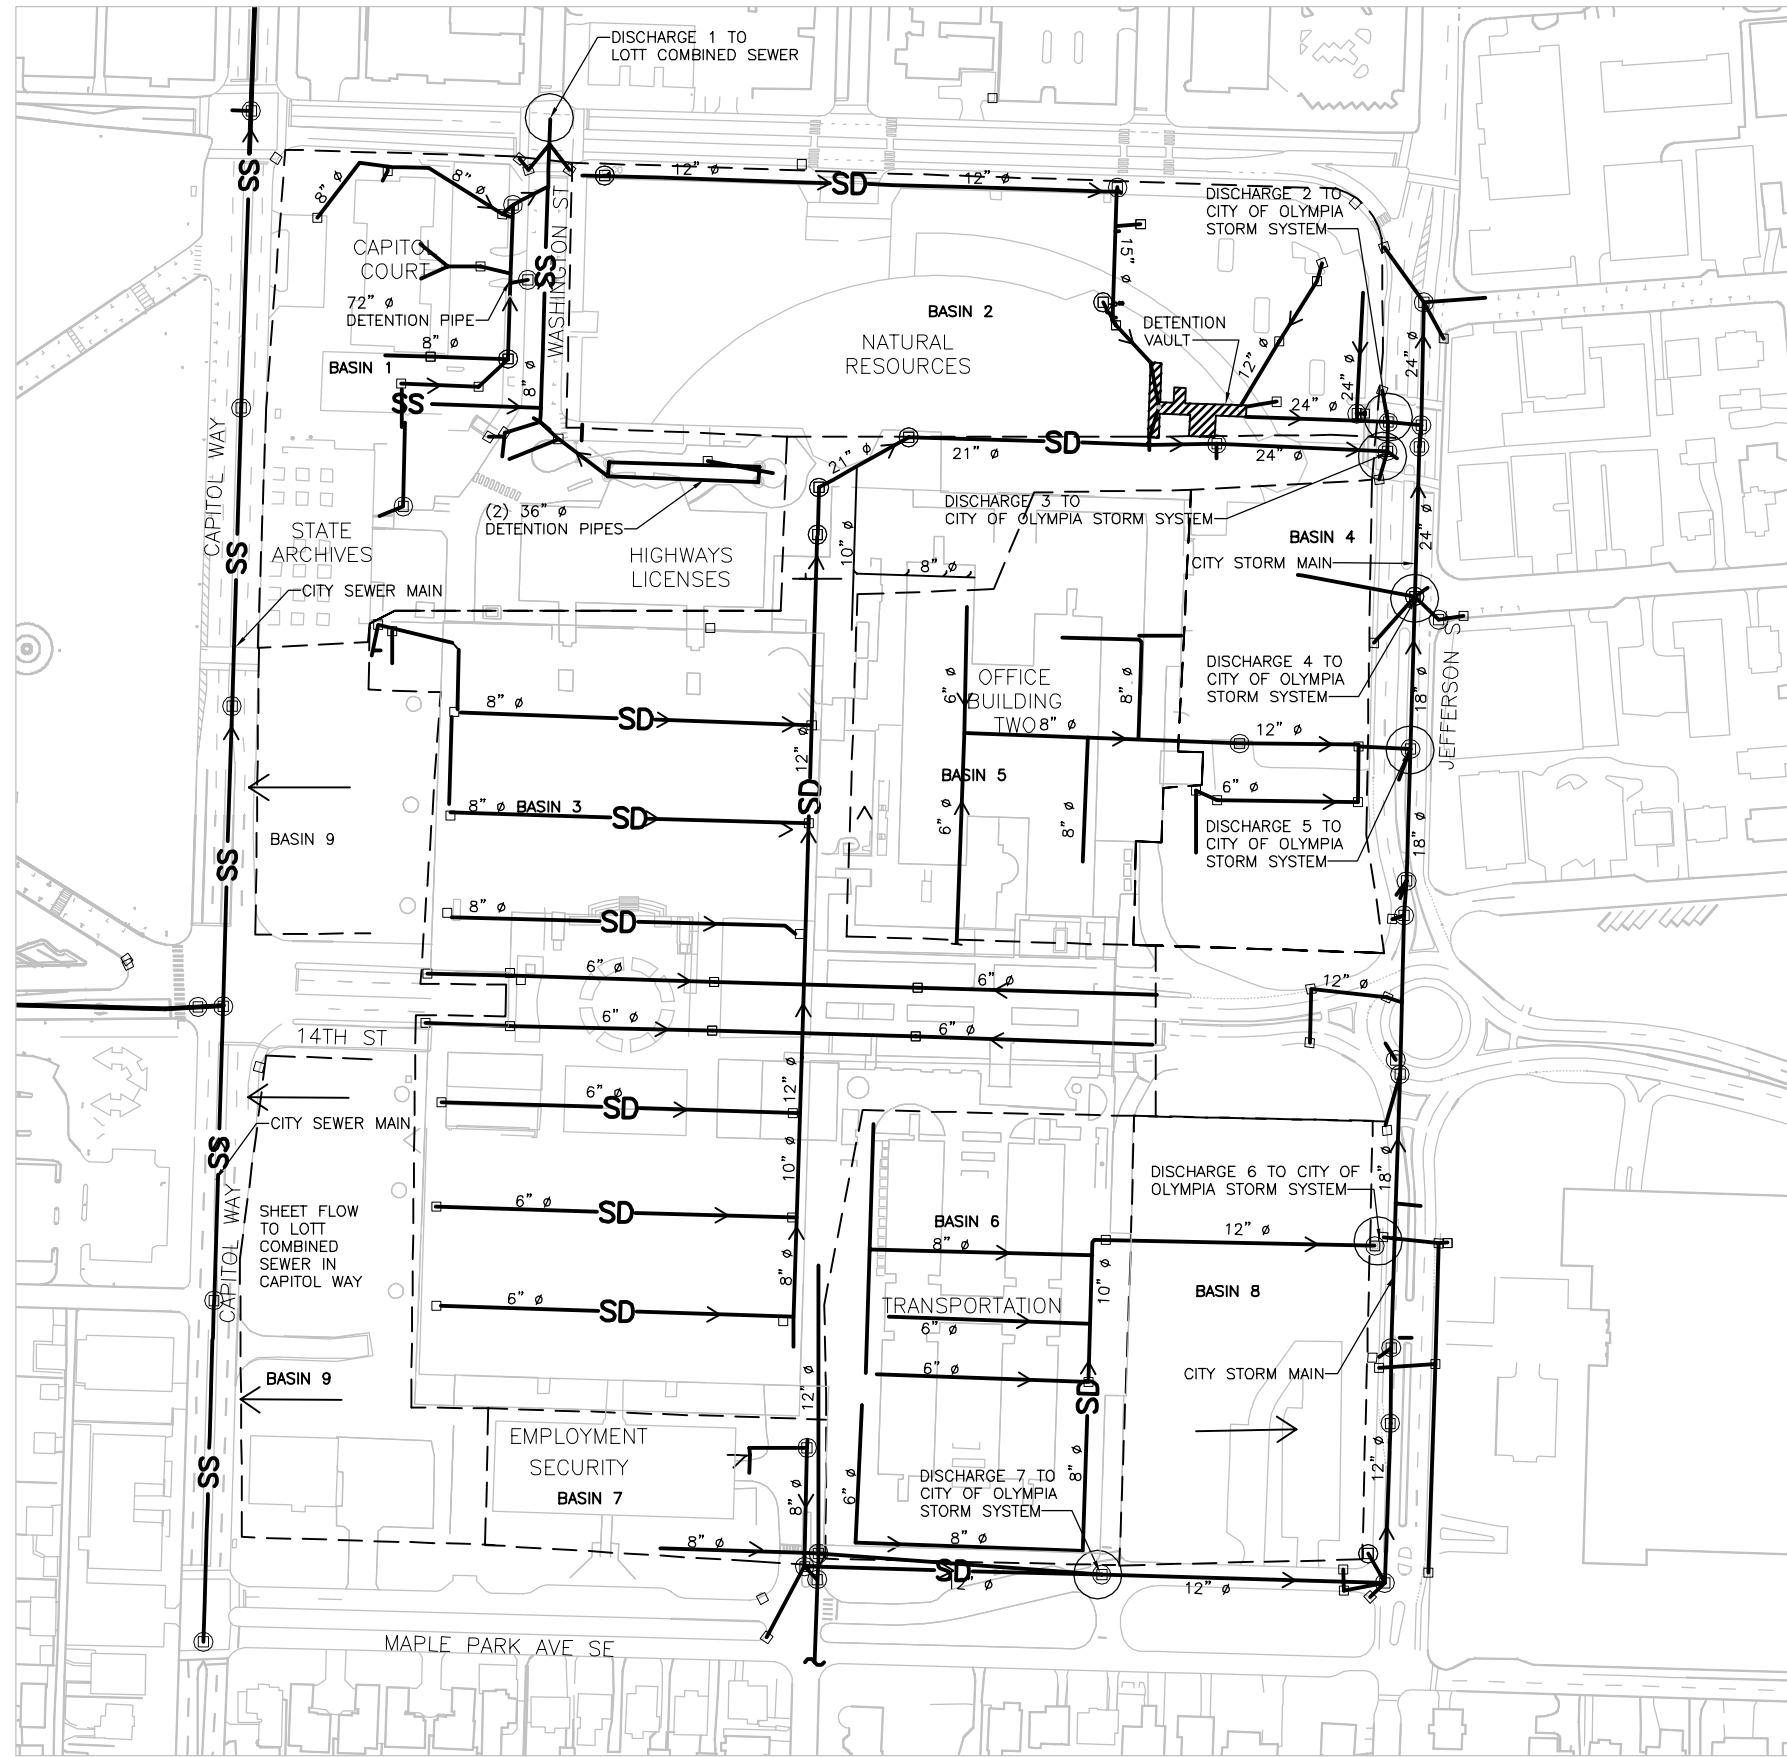 DISCHARGE 1 TO
LOTT COMBINED SEWER
SS
8" ø
8" ø
12" ø
SD
12" ø
DISCHARGE 2 TO
CITY OF OLYMPIA
STORM SYSTEM
CAPITOL
COURT
SS
WASHINGTON ST
15" ø
72" ø
DETENTION PIPE
8" ø
BASIN 1
8" ø
BASIN 2
NATURAL
RESOURCES
DETENTION
VAULT
12" ø
24" ø
24" ø
24" ø
SS
CAPITOL WAY
21" ø
21" ø
SD
24" ø
(2) 36" ø
DETENTION PIPES
DISCHARGE 3 TO
CITY OF OLYMPIA STORM SYSTEM
STATE
ARCHIVES
SS
HIGHWAYS
LICENSES
10" ø
8" ø
BASIN 4
24" ø
CITY STORM MAIN
CITY SEWER MAIN
DISCHARGE 4 TO
CITY OF OLYMPIA
STORM SYSTEM
JEFFERSON S
18" ø
OFFICE
BUILDING
TWO
6" ø
8" ø
8" ø
12" ø
8" ø
SD
12" ø
BASIN 5
6" ø
8" ø
6" ø
8" ø
BASIN 3
SD
SD
BASIN 9
DISCHARGE 5 TO
CITY OF OLYMPIA
STORM SYSTEM
18" ø
SS
8" ø
SD
6" ø
6" ø
12" ø
6" ø
6" ø
14TH ST
12" ø
6" ø
SD
CITY SEWER MAIN
SS
10" ø
DISCHARGE 6 TO CITY OF
OLYMPIA STORM SYSTEM
18" ø
CAPITOL WAY
SHEET FLOW
TO LOTT
COMBINED
SEWER IN
CAPITOL WAY
6" ø
SD
8" ø
BASIN 6
8" ø
12" ø
10" ø
BASIN 8
6" ø
SD
TRANSPORTATION
6" ø
6" ø
CITY STORM MAIN
BASIN 9
12" ø
SD
EMPLOYMENT
SECURITY
BASIN 7
SS
8" ø
6" ø
8" ø
12" ø
DISCHARGE 7 TO
CITY OF OLYMPIA
STORM SYSTEM
8" ø
8" ø
SD
12" ø
12" ø
MAPLE PARK AVE SE